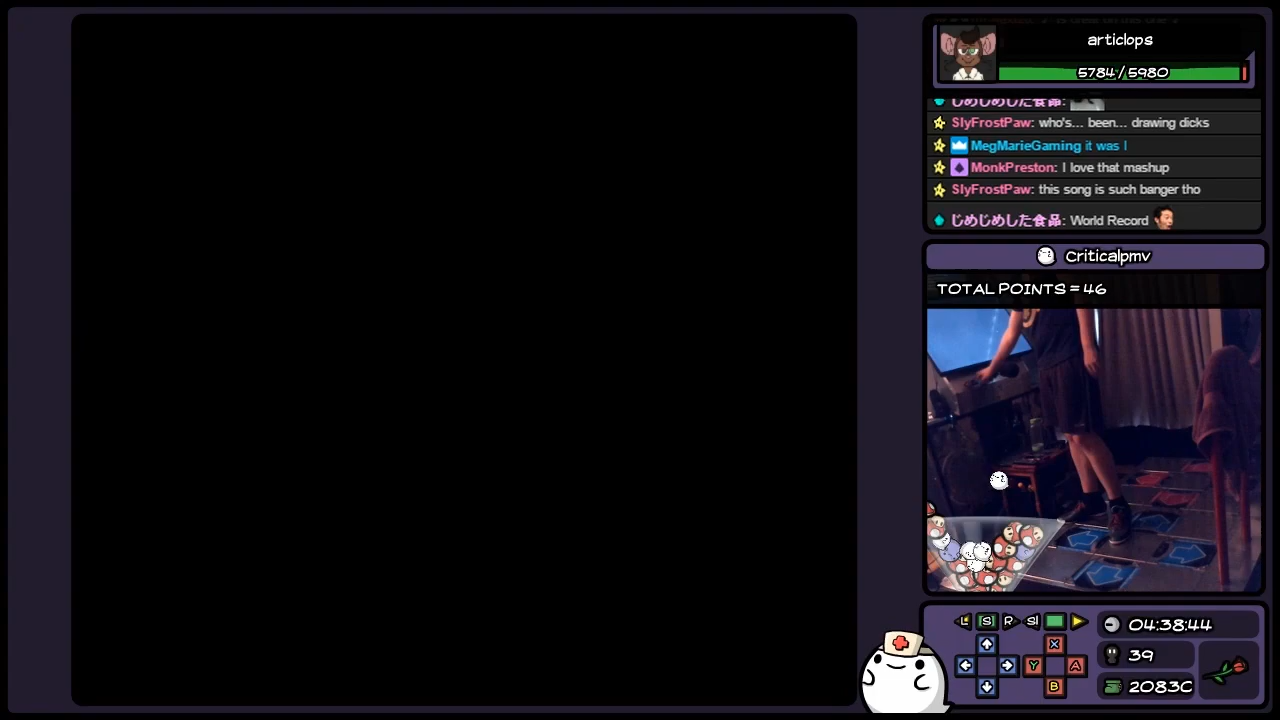 articlops
5784 / 5980
じめじめした食品:
SlyFrostPaw: who's... been... drawing dicks
MegMarieGaming it was I
MonkPreston: I love that mashup
SlyFrostPaw: this song is such banger tho
じめじめした食品: World Record
Criticalpmv
TOTAL POINTS = 46
L [S] R Sl
X
Y A
B
04:38:44
39
20830